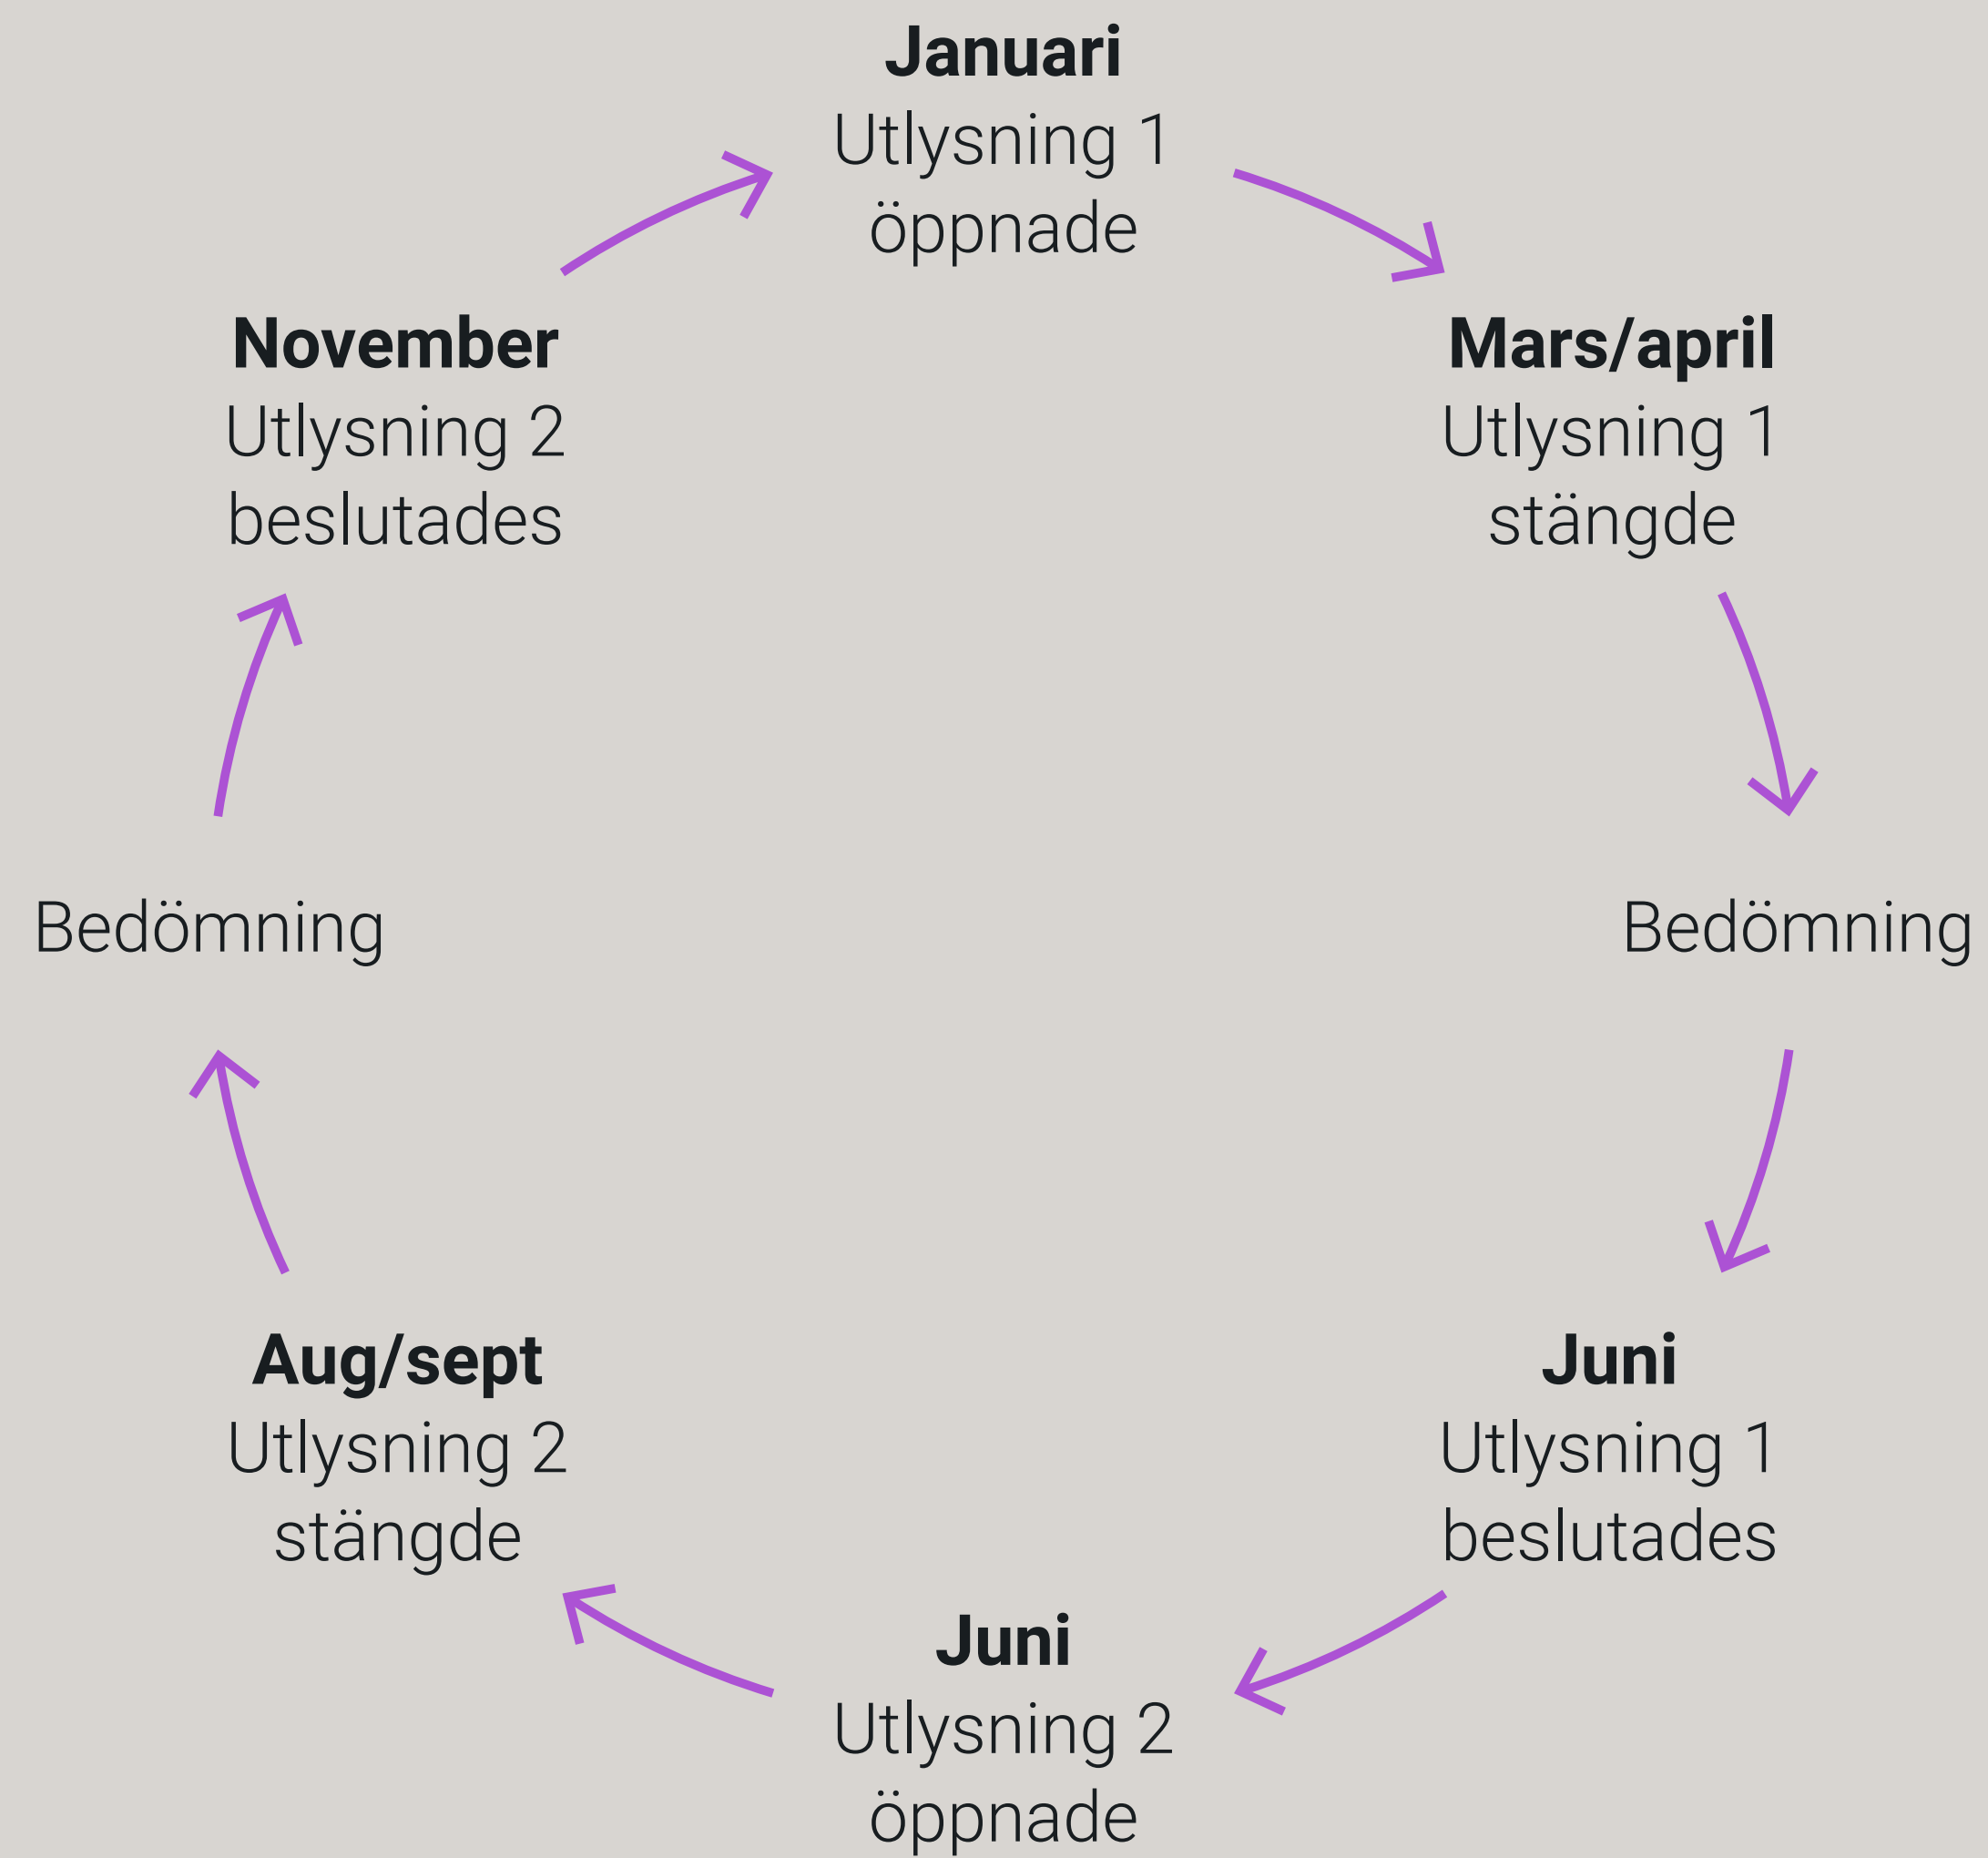 Januari
Utlysning 1
öppnade
Mars/april
Utlysning 1
stängde
Bedömning
Juni
Utlysning 1
beslutades
Juni
Utlysning 2
öppnade
Aug/sept
Utlysning 2
stängde
Bedömning
November
Utlysning 2
beslutades